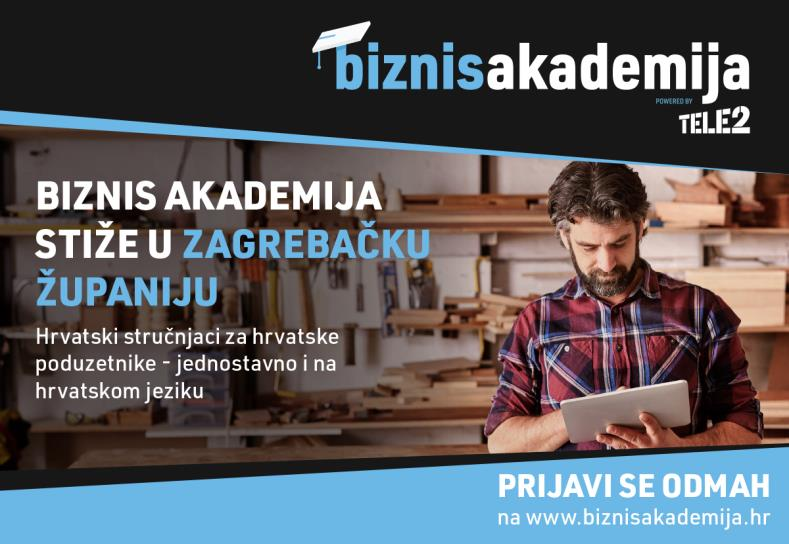 biznisakademija
POWERED BY
TELE2
BIZNIS AKADEMIJA
STIŽE U ZAGREBAČKU
ŽUPANIJU
Hrvatski stručnjaci za hrvatske
poduzetnike - jednostavno i na
hrvatskom jeziku
PRIJAVI SE ODMAH
na www.biznisakademija.hr